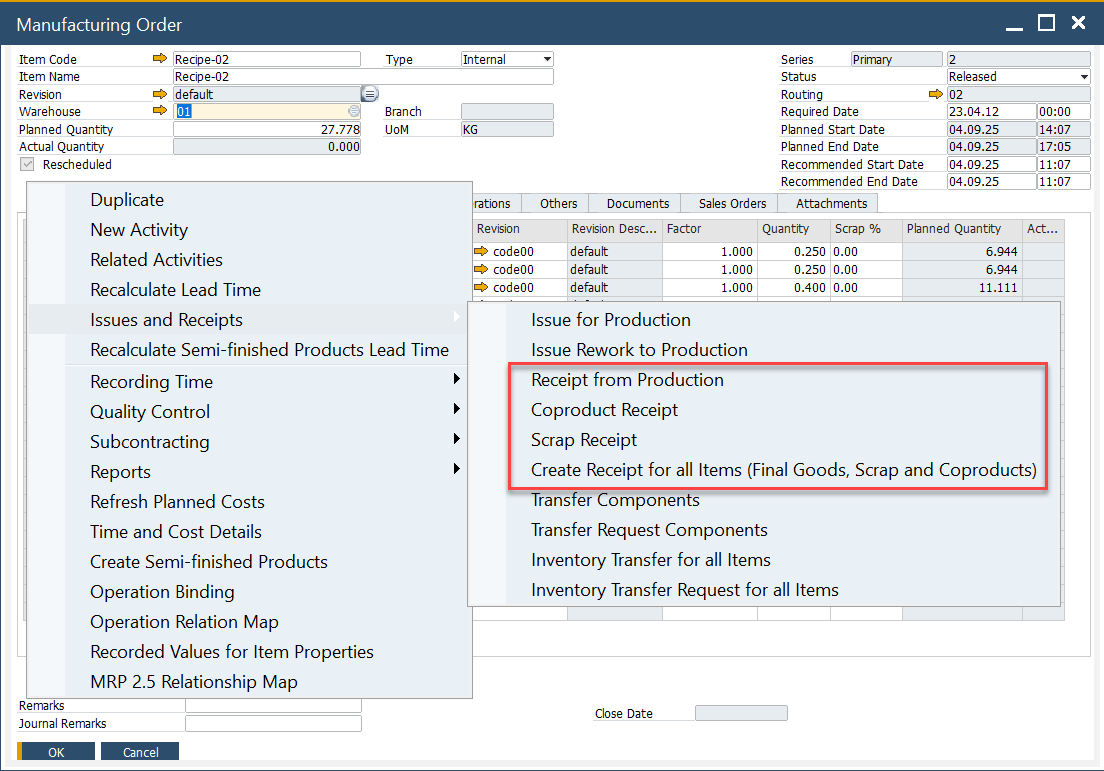 Manufacturing Order
Item Code Recipe-02 Type Internal Series Primary 2
Item Name Recipe-02 Status Released
Revision default Routing 02
Warehouse 01 Branch Required Date 23.04.12 00:00
Planned Quantity 27.778 UoM KG Planned Start Date 04.09.25 14:07
Actual Quantity 0.000 Planned End Date 04.09.25 17:05
Rescheduled Recommended Start Date 04.09.25 11:07
Recommended End Date 04.09.25 11:07
Others Documents Sales Orders Attachments
Revision Revision Desc... Factor Quantity Scrap % Planned Quantity Act...
code00 default 1.000 0.250 0.00 6.944
code00 default 1.000 0.250 0.00 6.944
code00 default 1.000 0.400 0.00 11.111
Duplicate
New Activity
Related Activities
Recalculate Lead Time
Issues and Receipts
Recalculate Semi-finished Products Lead Time
Recording Time
Quality Control
Subcontracting
Reports
Refresh Planned Costs
Time and Cost Details
Create Semi-finished Products
Operation Binding
Operation Relation Map
Recorded Values for Item Properties
MRP 2.5 Relationship Map
Issue for Production
Issue Rework to Production
Receipt from Production
Coproduct Receipt
Scrap Receipt
Create Receipt for all Items (Final Goods, Scrap and Coproducts)
Transfer Components
Transfer Request Components
Inventory Transfer for all Items
Inventory Transfer Request for all Items
Remarks
Journal Remarks
Close Date
OK Cancel